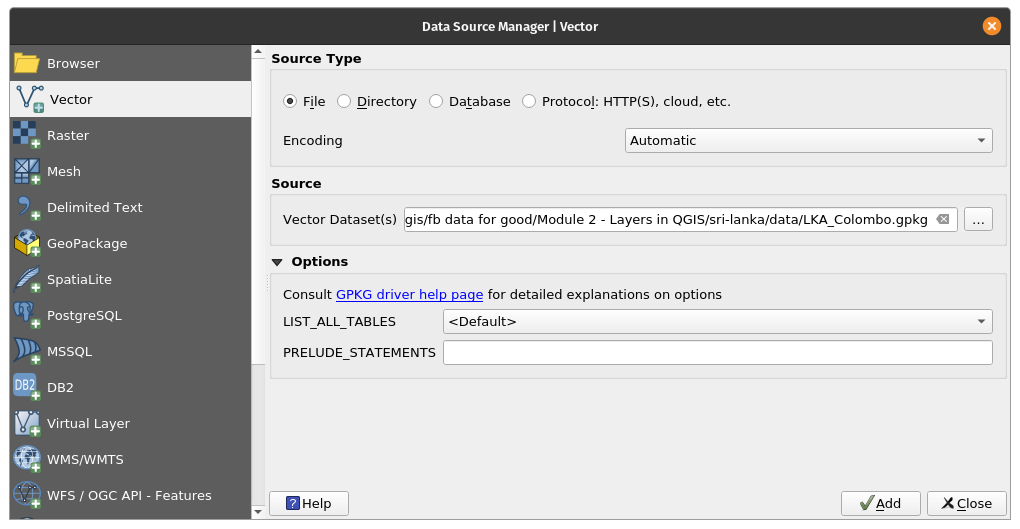 Data Source Manager | Vector
Browser
Vector
Raster
Mesh
Delimited Text
GeoPackage
SpatiaLite
PostgreSQL
MSSQL
DB2
DB2
Virtual Layer
WMS/WMTS
WFS / OGC API - Features
Source Type
File Directory Database Protocol: HTTP(S), cloud, etc.
Encoding Automatic
Source
Vector Dataset(s) gis/fb data for good/Module 2 - Layers in QGIS/sri-lanka/data/LKA_Colombo.gpkg ...
Options
Consult GPKG driver help page for detailed explanations on options
LIST_ALL_TABLES <Default>
PRELUDE_STATEMENTS
? Help Add Close